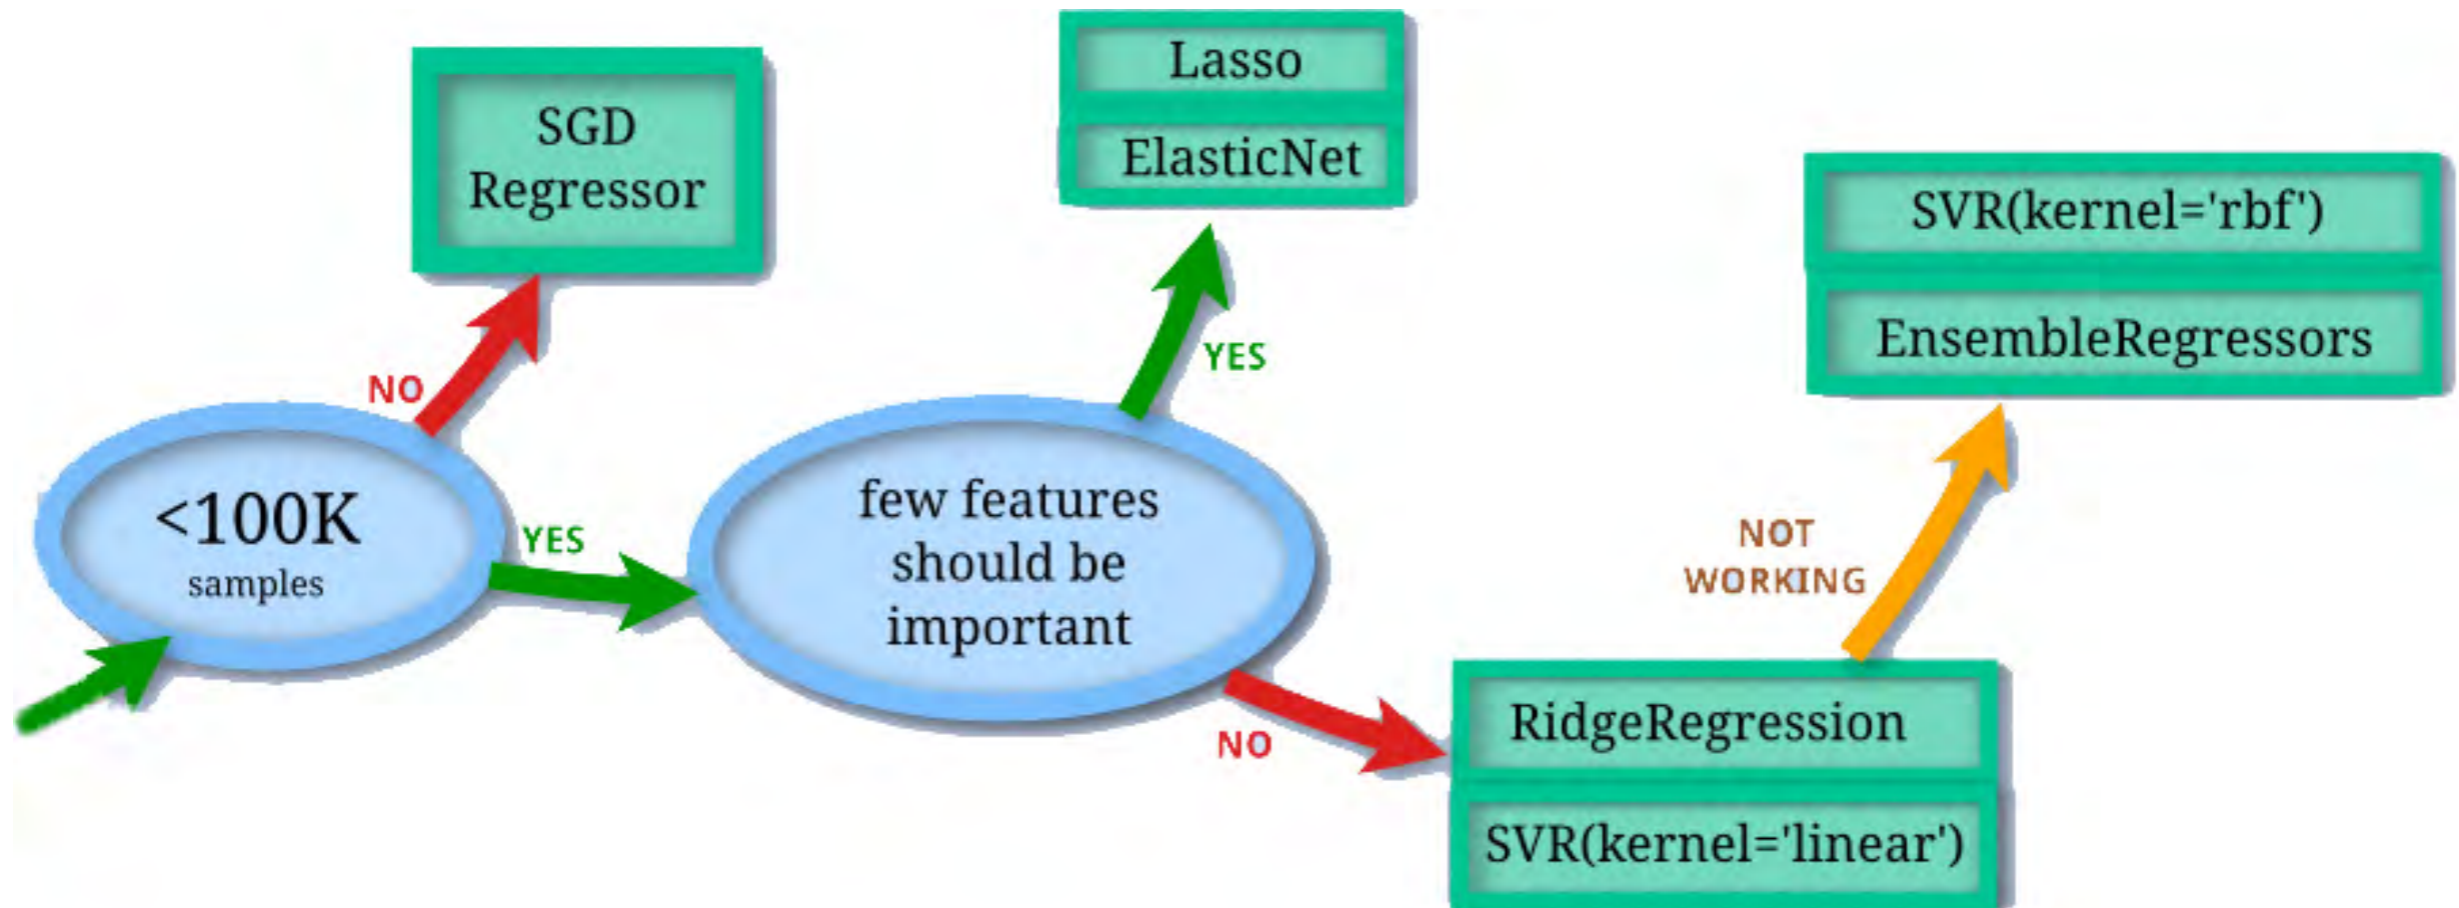 SGD
Regressor
NO
<100K
samples
YES
few features
should be
important
YES
Lasso
ElasticNet
NO
RidgeRegression
SVR(kernel='linear')
NOT
WORKING
SVR(kernel='rbf')
EnsembleRegressors